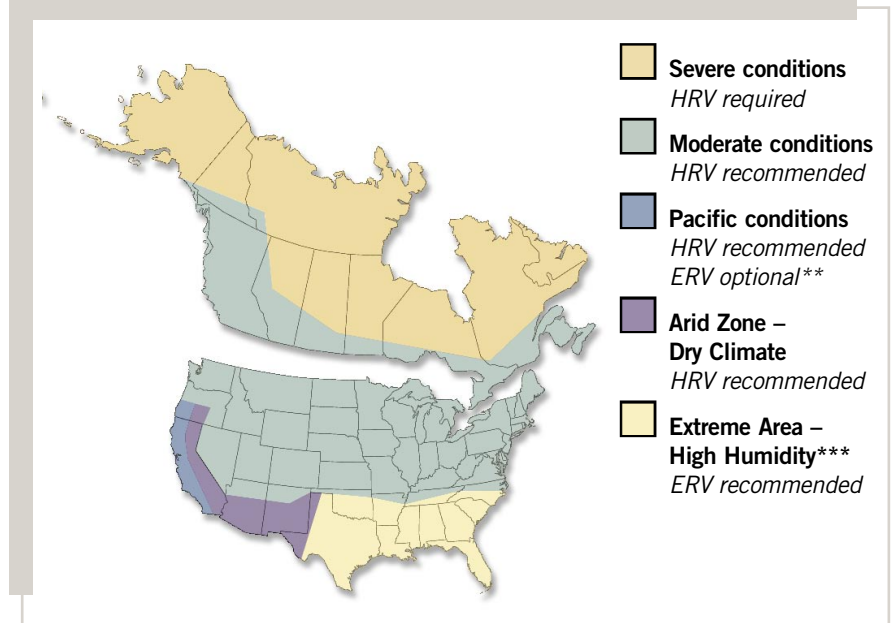 Severe conditions
HRV required
Moderate conditions
HRV recommended
Pacific conditions
HRV recommended
ERV optional**
Arid Zone –
Dry Climate
HRV recommended
Extreme Area –
High Humidity***
ERV recommended